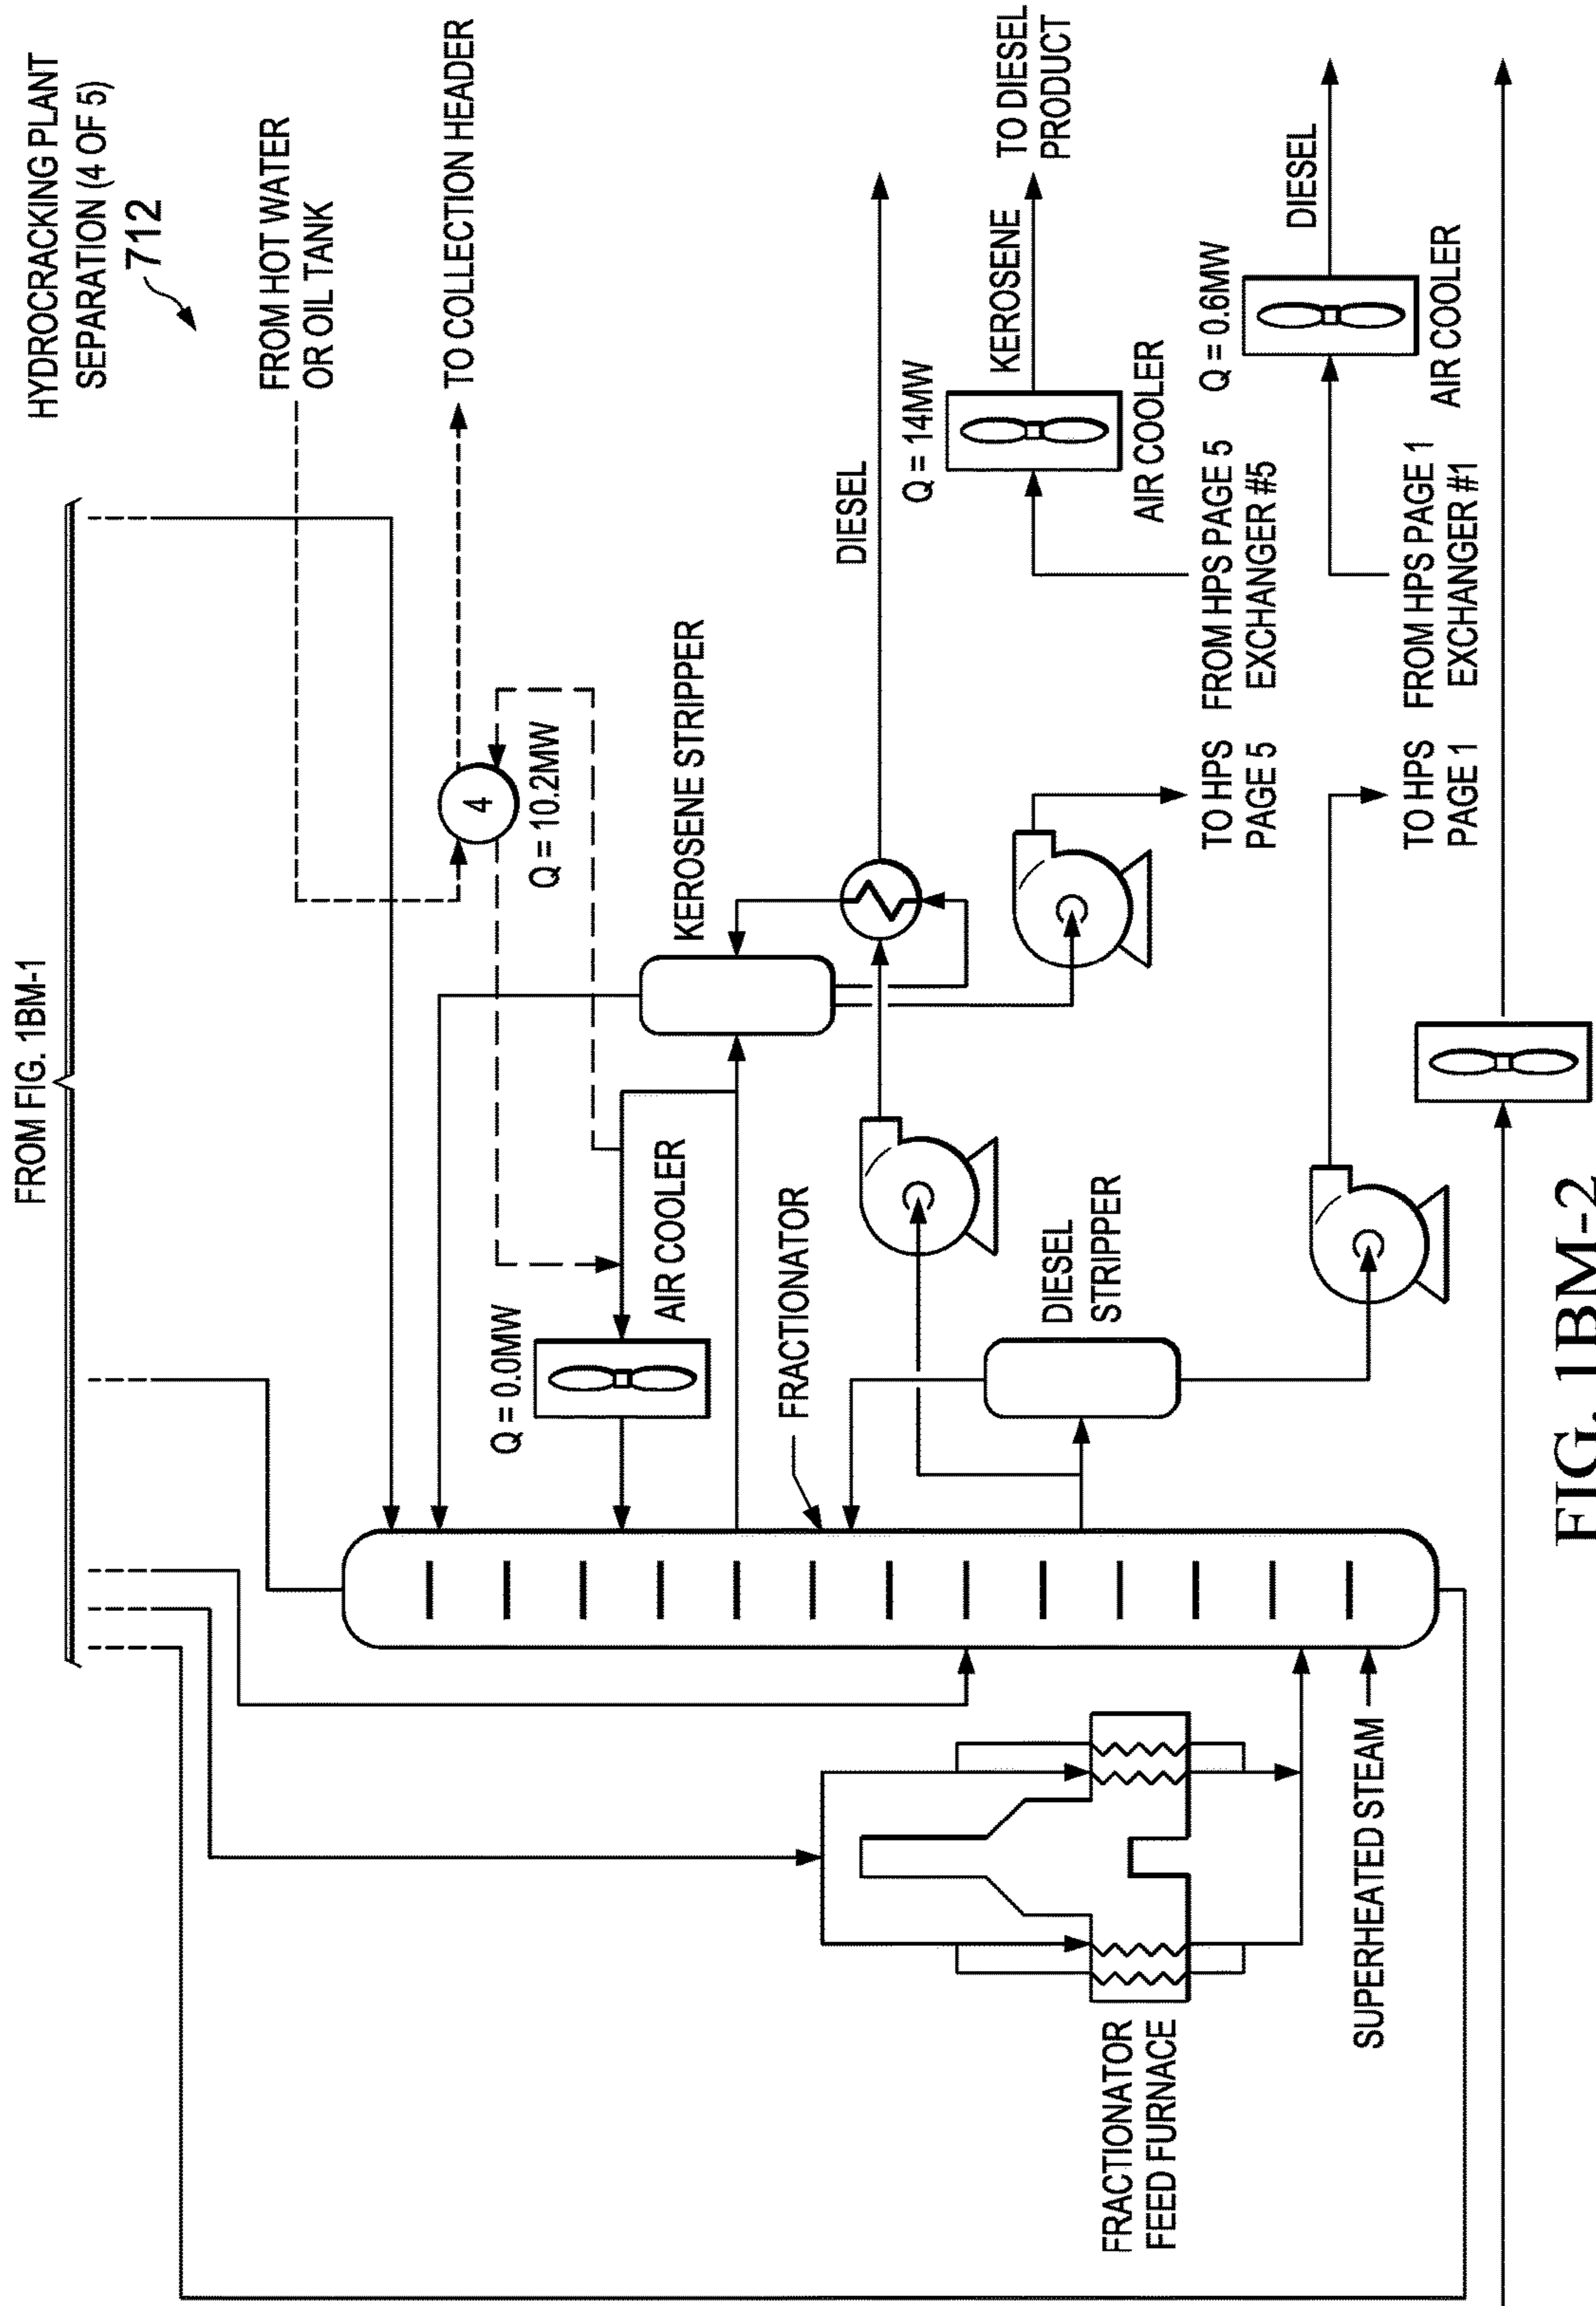 HYDROCRACKING PLANT
SEPARATION (4 OF 5)
712
FROM FIG. 1BM-1
FROM HOT WATER
OR OIL TANK
TO COLLECTION HEADER
4
Q = 10.2MW
KEROSENE STRIPPER
Q = 0.0MW
AIR COOLER
FRACTIONATOR
DIESEL
Q = 14MW
KEROSENE
TO DIESEL
PRODUCT
AIR COOLER
DIESEL
STRIPPER
TO HPS
PAGE 5
FROM HPS PAGE 5
EXCHANGER #5
Q = 0.6MW
DIESEL
AIR COOLER
TO HPS
PAGE 1
FROM HPS PAGE 1
EXCHANGER #1
FRACTIONATOR
FEED FURNACE
SUPERHEATED STEAM
FIG. 1BM-2